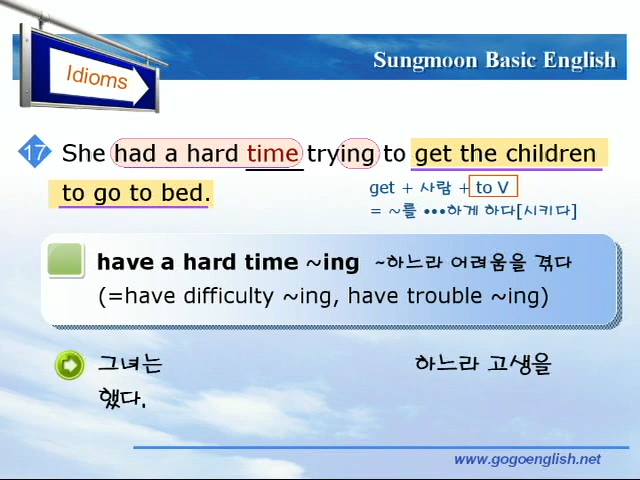 Idioms
Sungmoon Basic English
17 She had a hard time trying to get the children
to go to bed.
get + 사람 + to V
= ~를 •••하게 하다[시키다]
have a hard time ~ing ~하느라 어려움을 겪다
(=have difficulty ~ing, have trouble ~ing)
그녀는 하느라 고생을
했다.
www.gogoenglish.net